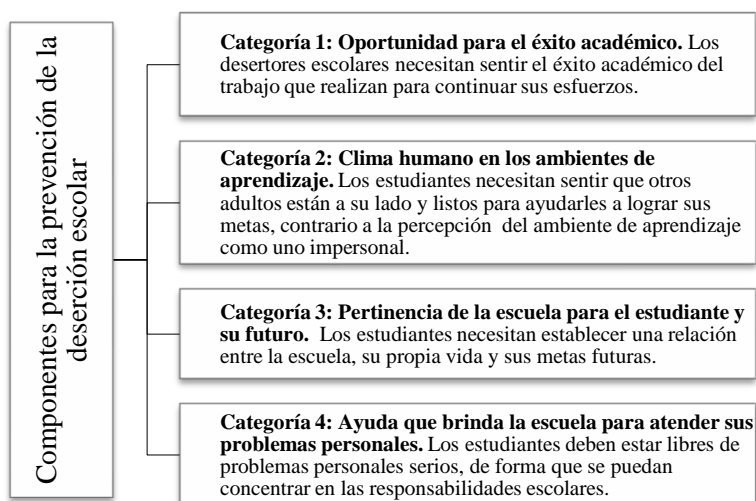 Componentes para la prevención de la
deserción escolar
Categoría 1: Oportunidad para el éxito académico. Los
desertores escolares necesitan sentir el éxito académico del
trabajo que realizan para continuar sus esfuerzos.
Categoría 2: Clima humano en los ambientes de
aprendizaje. Los estudiantes necesitan sentir que otros
adultos están a su lado y listos para ayudarles a lograr sus
metas, contrario a la percepción  del ambiente de aprendizaje
como uno impersonal.
Categoría 3: Pertinencia de la escuela para el estudiante y
su futuro.  Los estudiantes necesitan establecer una relación
entre la escuela, su propia vida y sus metas futuras.
Categoría 4: Ayuda que brinda la escuela para atender sus
problemas personales. Los estudiantes deben estar libres de
problemas personales serios, de forma que se puedan
concentrar en las responsabilidades escolares.